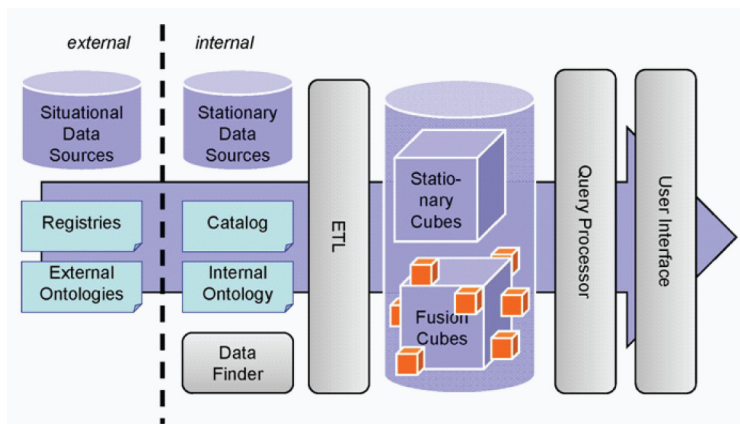 external
internal
Situational
Data
Sources
Stationary
Data
Sources
Registries
Catalog
External
Ontologies
Internal
Ontology
Data
Finder
ETL
Statio-
nary
Cubes
Fusion
Cubes
Query Processor
User Interface